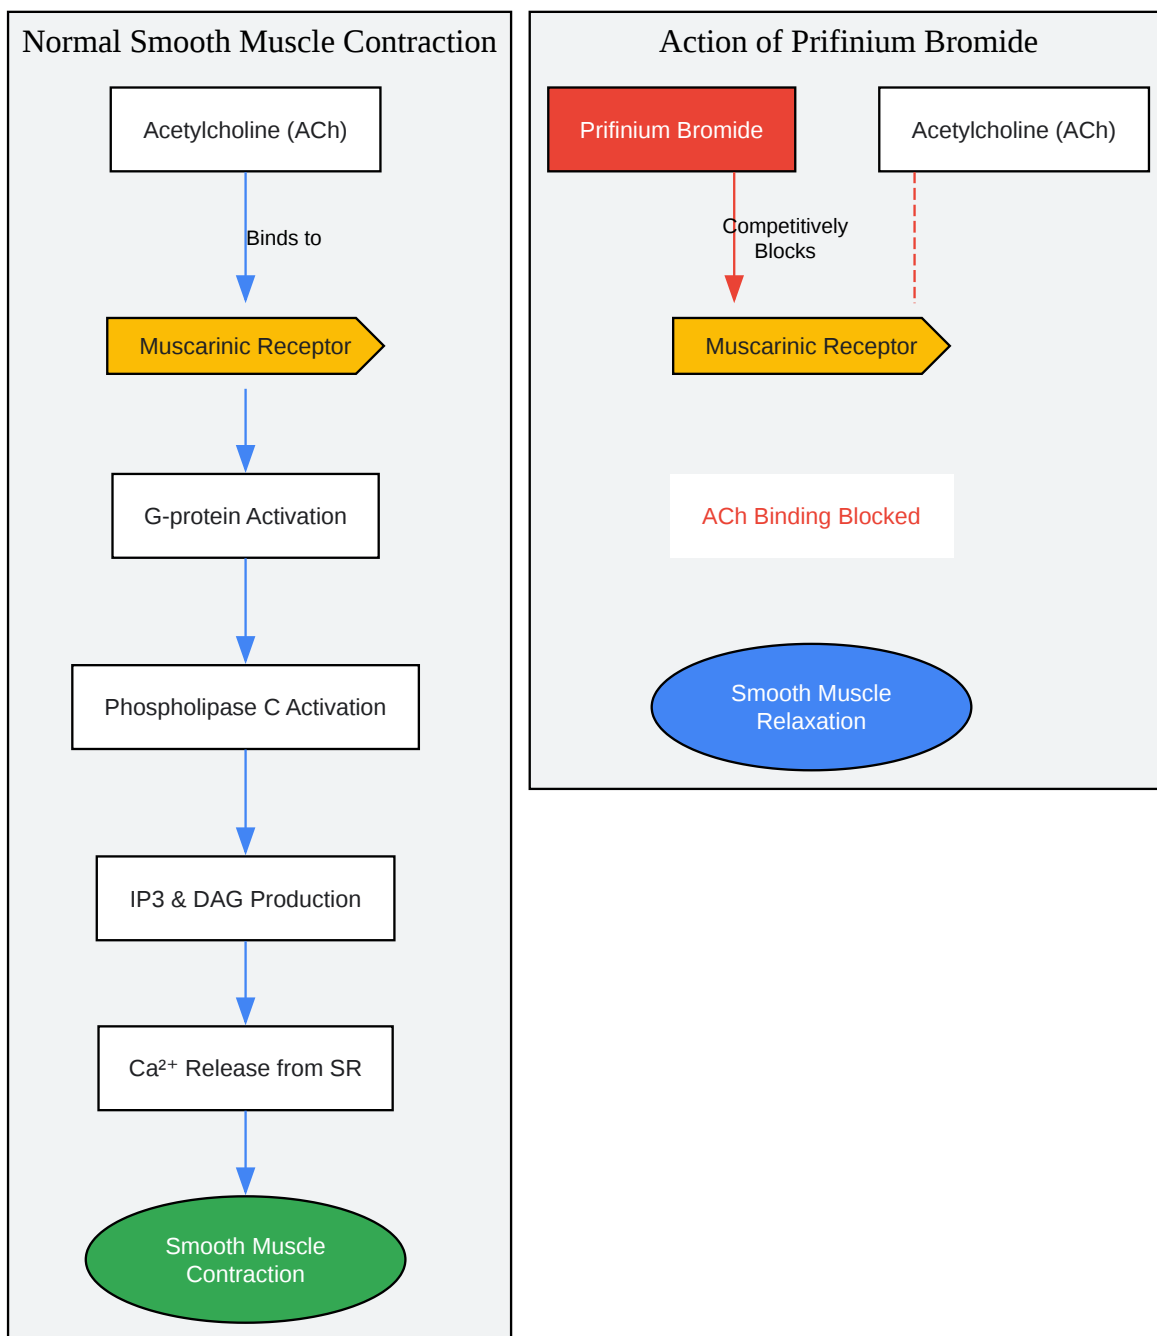 Normal Smooth Muscle Contraction
Acetylcholine (ACh)
Binds to
Muscarinic Receptor
G-protein Activation
Phospholipase C Activation
IP3 & DAG Production
Ca²⁺ Release from SR
Smooth Muscle
Contraction
Action of Prifinium Bromide
Prifinium Bromide
Acetylcholine (ACh)
Competitively
Blocks
Muscarinic Receptor
ACh Binding Blocked
Smooth Muscle
Relaxation